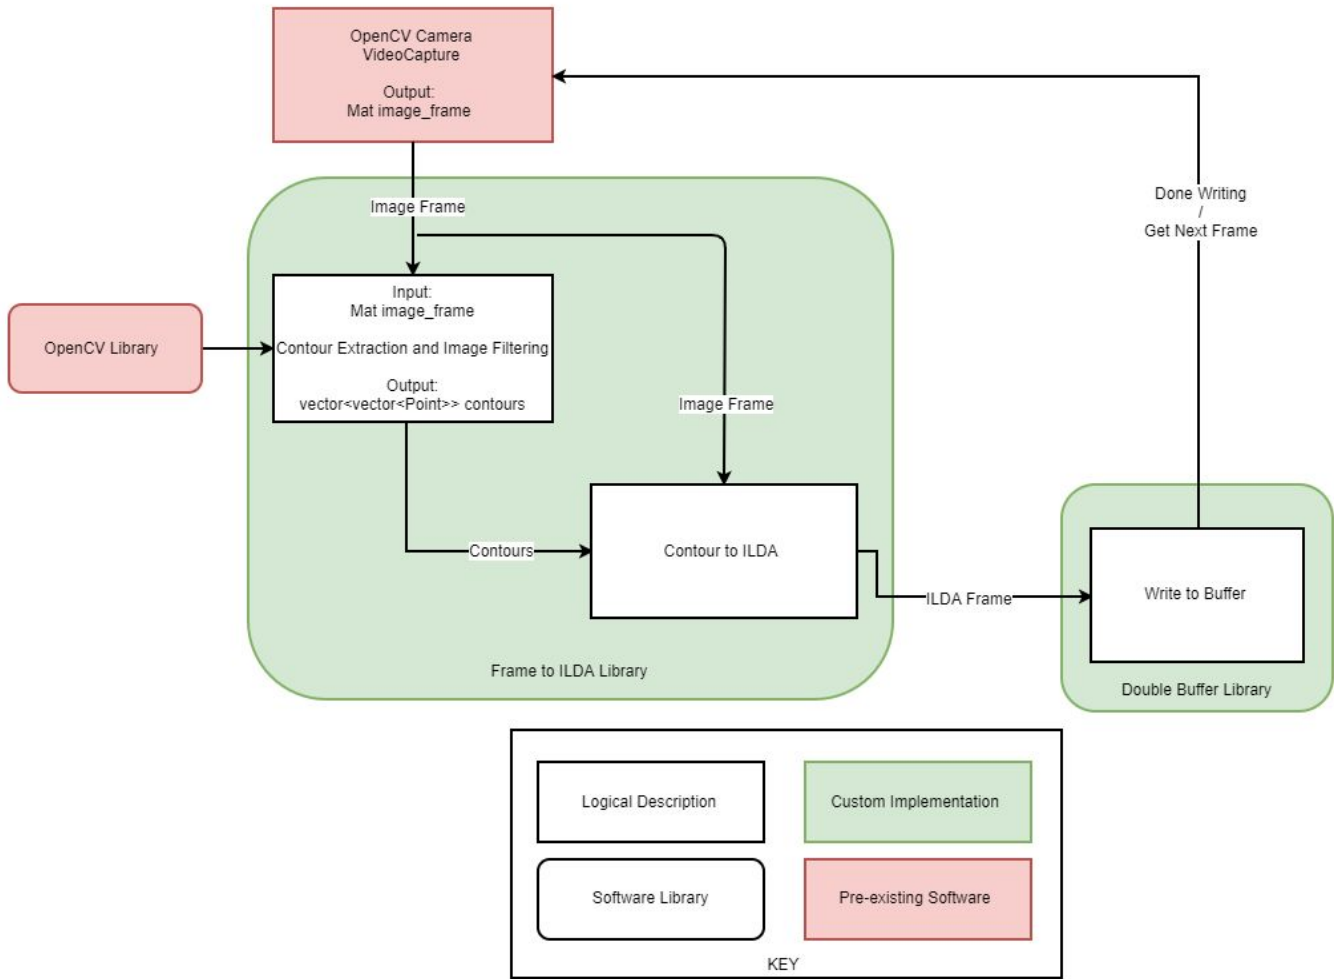 OpenCV Camera
VideoCapture
Output:
Mat image_frame
Done Writing
/
Get Next Frame
Image Frame
Input:
Mat image_frame
Contour Extraction and Image Filtering
Output:
vector<vector<Point>> contours
OpenCV Library
Image Frame
Contours
Contour to ILDA
ILDA Frame
Write to Buffer
Frame to ILDA Library
Double Buffer Library
Logical Description
Custom Implementation
Software Library
Pre-existing Software
KEY